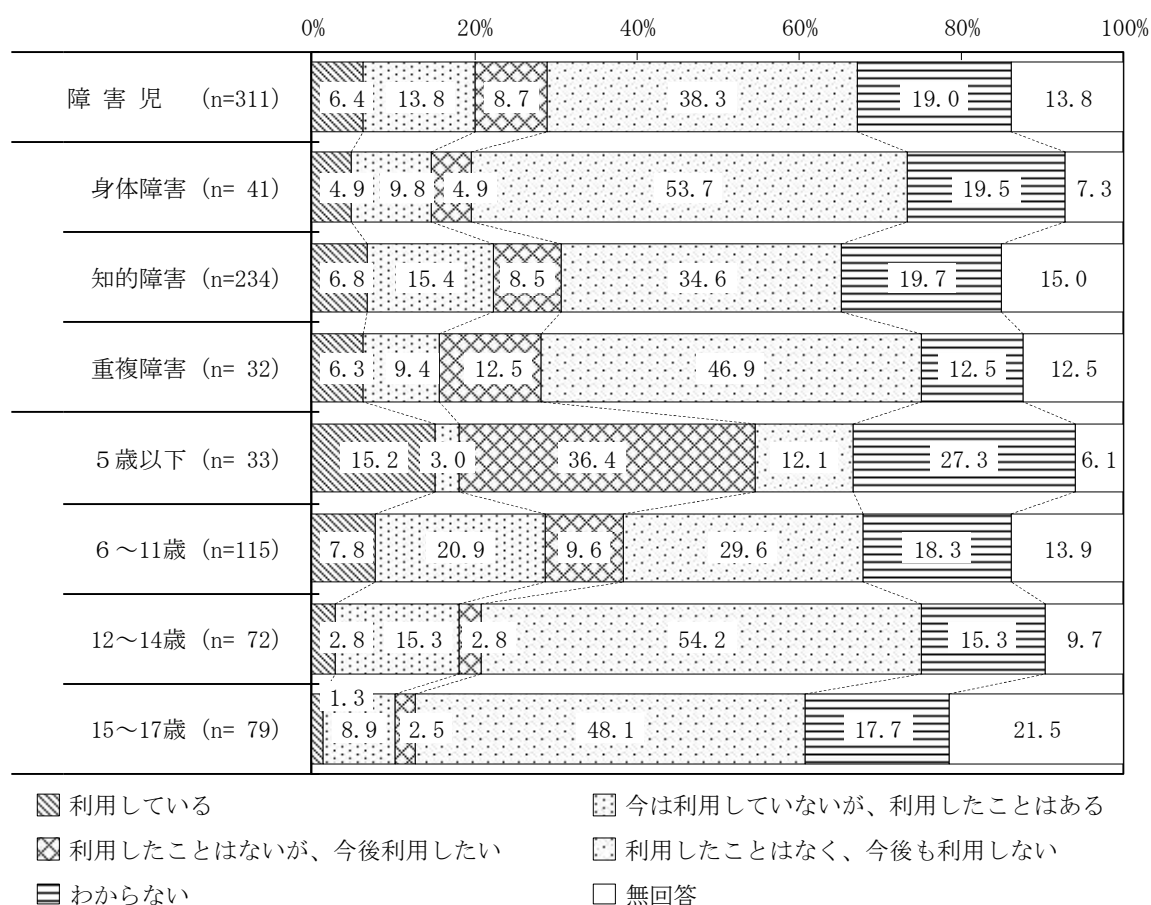 0% 20% 40% 60% 80% 100%
障 害 児 (n=311) 6.4 13.8 8.7 38.3 19.0 13.8
身体障害 (n= 41) 4.9 9.8 4.9 53.7 19.5 7.3
知的障害 (n=234) 6.8 15.4 8.5 34.6 19.7 15.0
重複障害 (n= 32) 6.3 9.4 12.5 46.9 12.5 12.5
5歳以下 (n= 33) 15.2 3.0 36.4 12.1 27.3 6.1
6～11歳 (n=115) 7.8 20.9 9.6 29.6 18.3 13.9
12～14歳 (n= 72) 2.8 15.3 2.8 54.2 15.3 9.7
15～17歳 (n= 79) 1.3 8.9 2.5 48.1 17.7 21.5
利用している 今は利用していないが、利用したことはある
利用したことはないが、今後利用したい 利用したことはなく、今後も利用しない
わからない 無回答